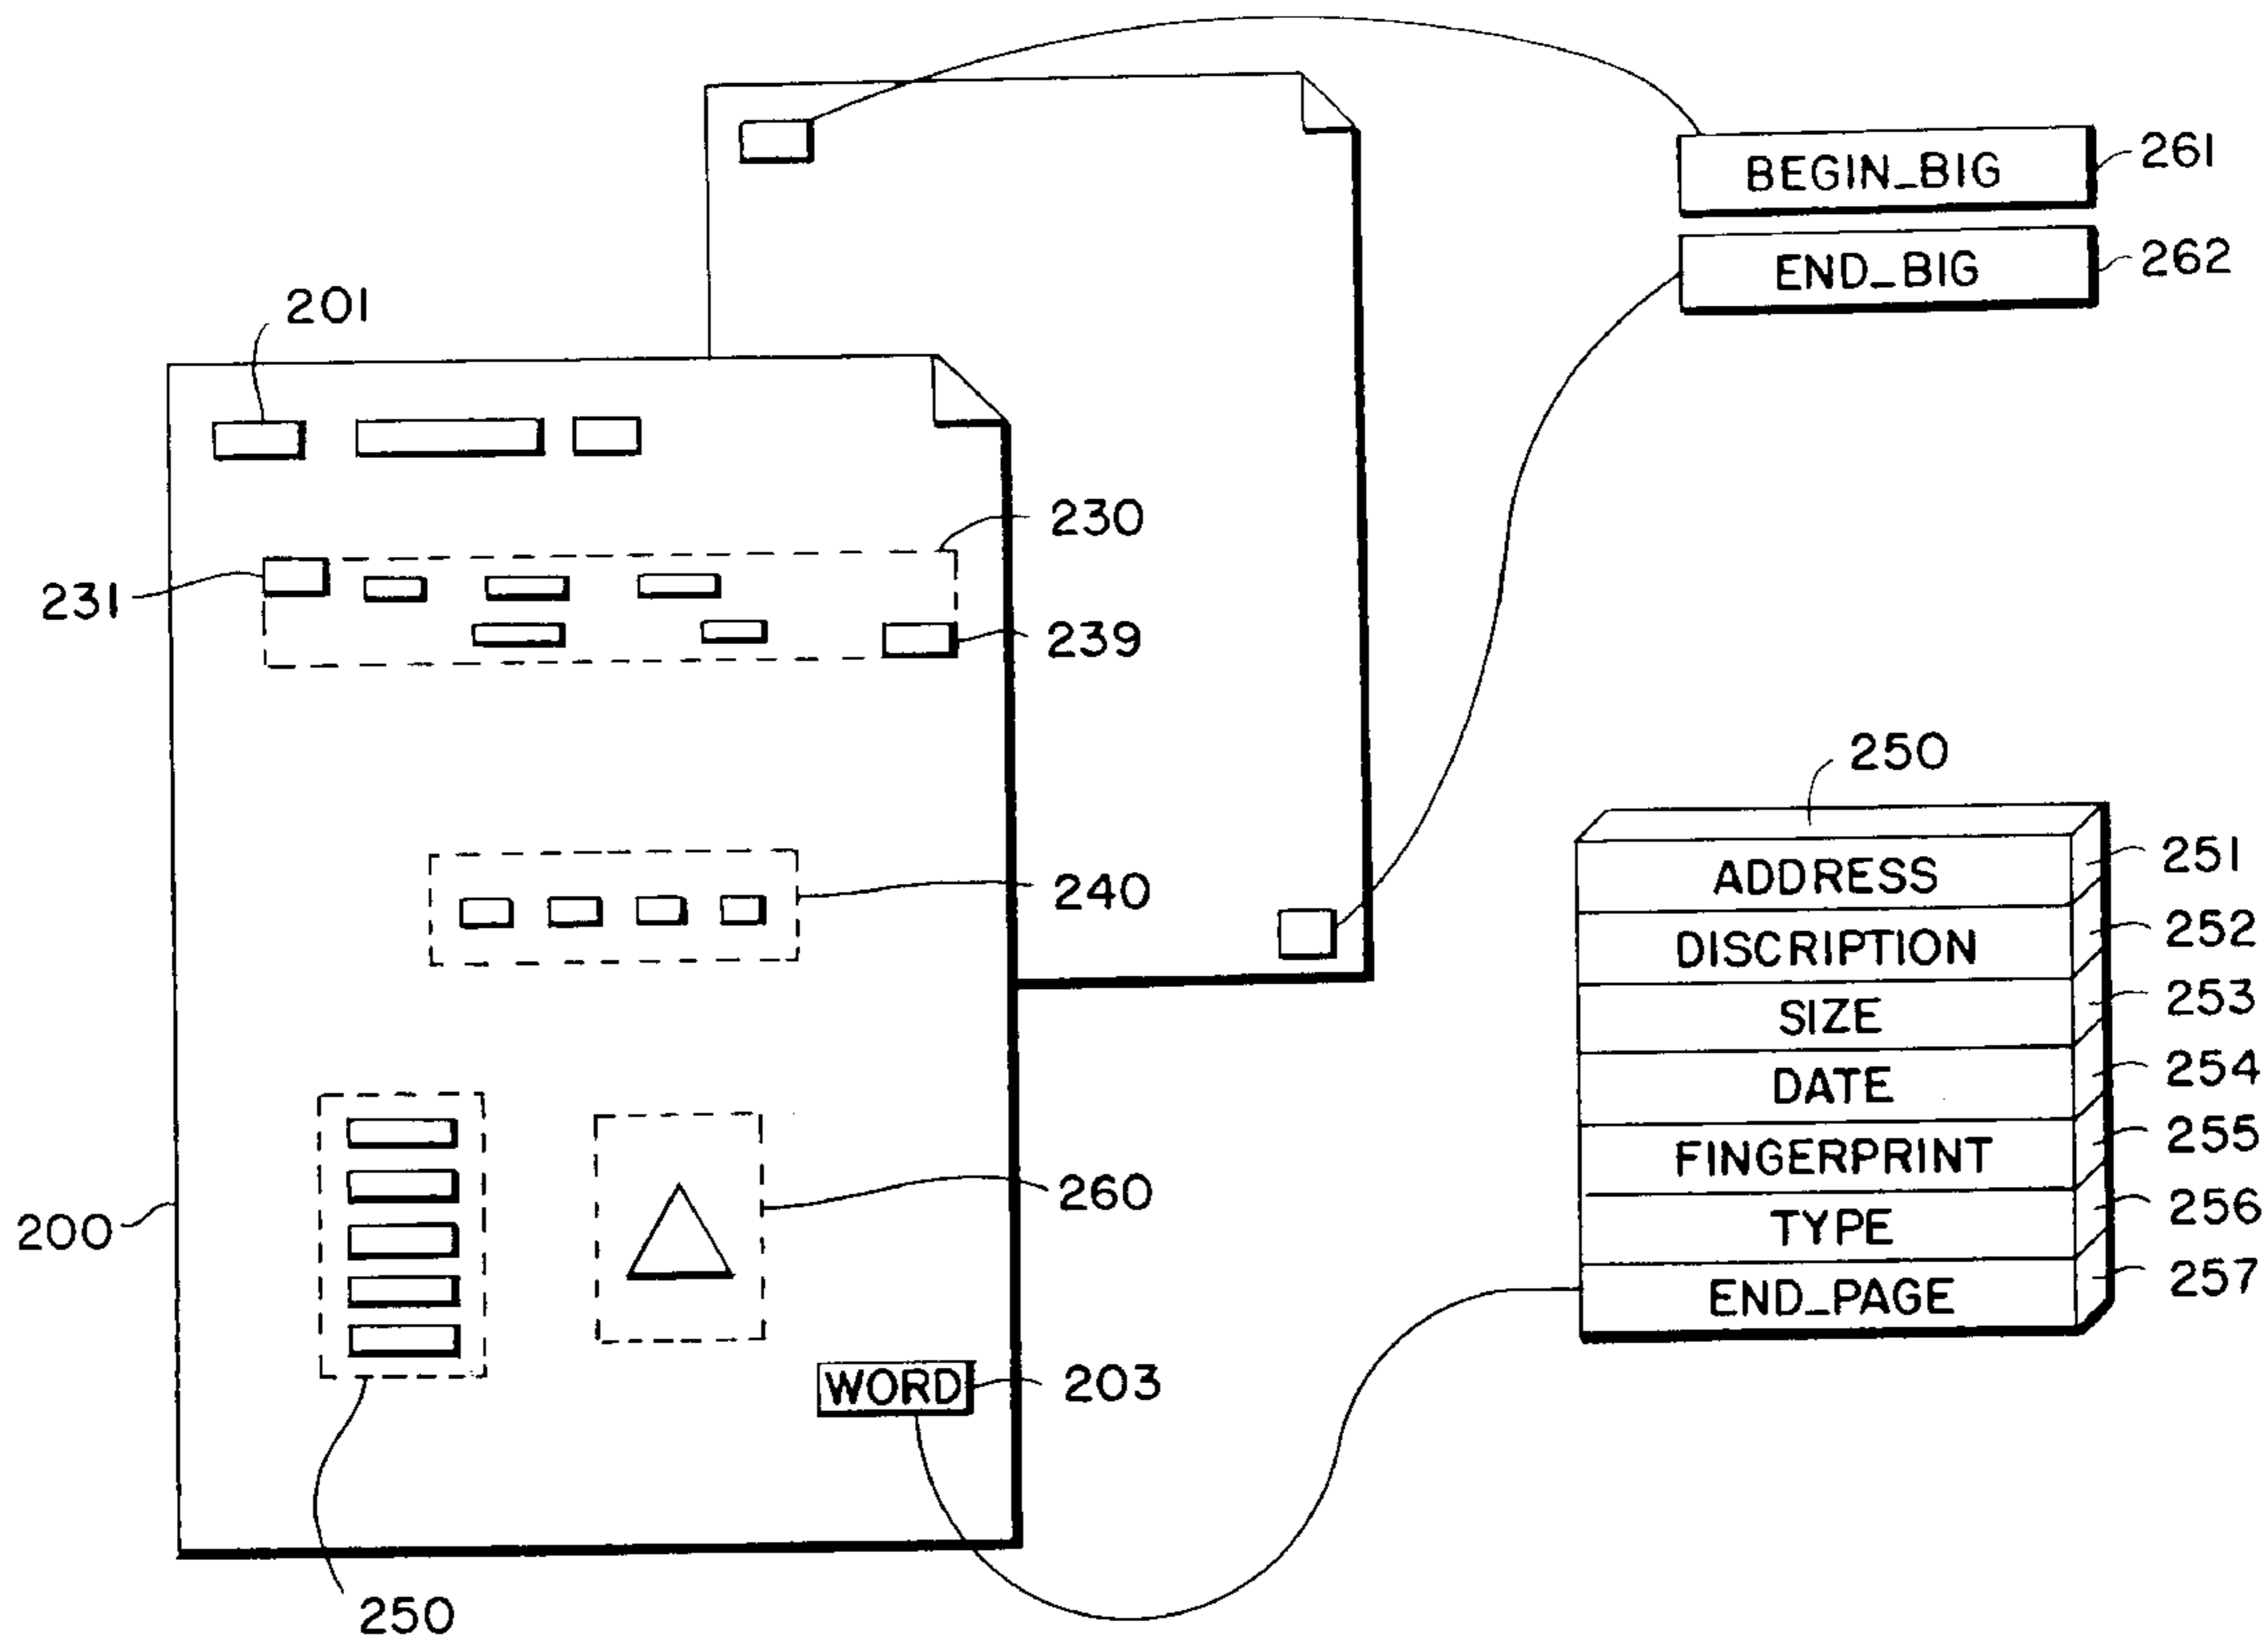 BEGIN_BIG
261
END_BIG
262
201
230
231
239
250
ADDRESS
251
240
DISCRIPTION
252
SIZE
253
DATE
254
FINGERPRINT
255
260
TYPE
256
200
END_PAGE
257
WORD
203
250